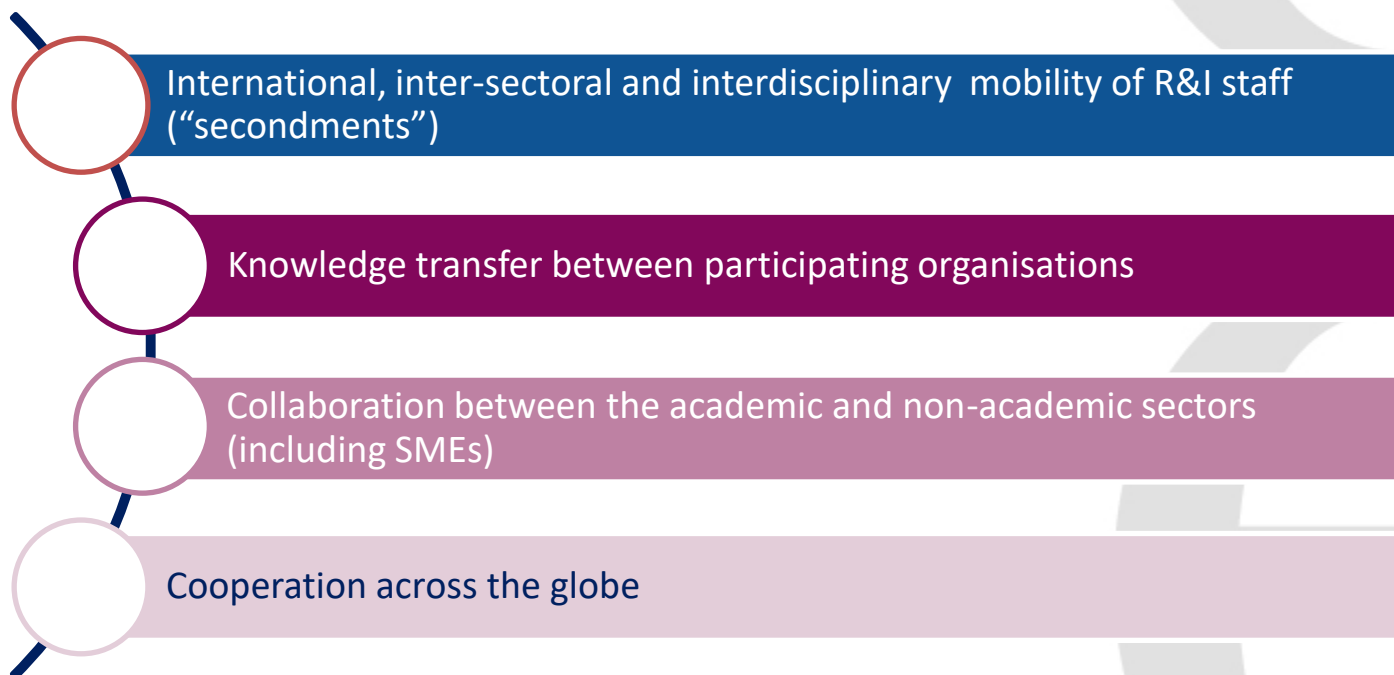 International, inter-sectoral and interdisciplinary  mobility of R&I staff
(“secondments”)
Knowledge transfer between participating organisations
Collaboration between the academic and non-academic sectors
(including SMEs)
Cooperation across the globe